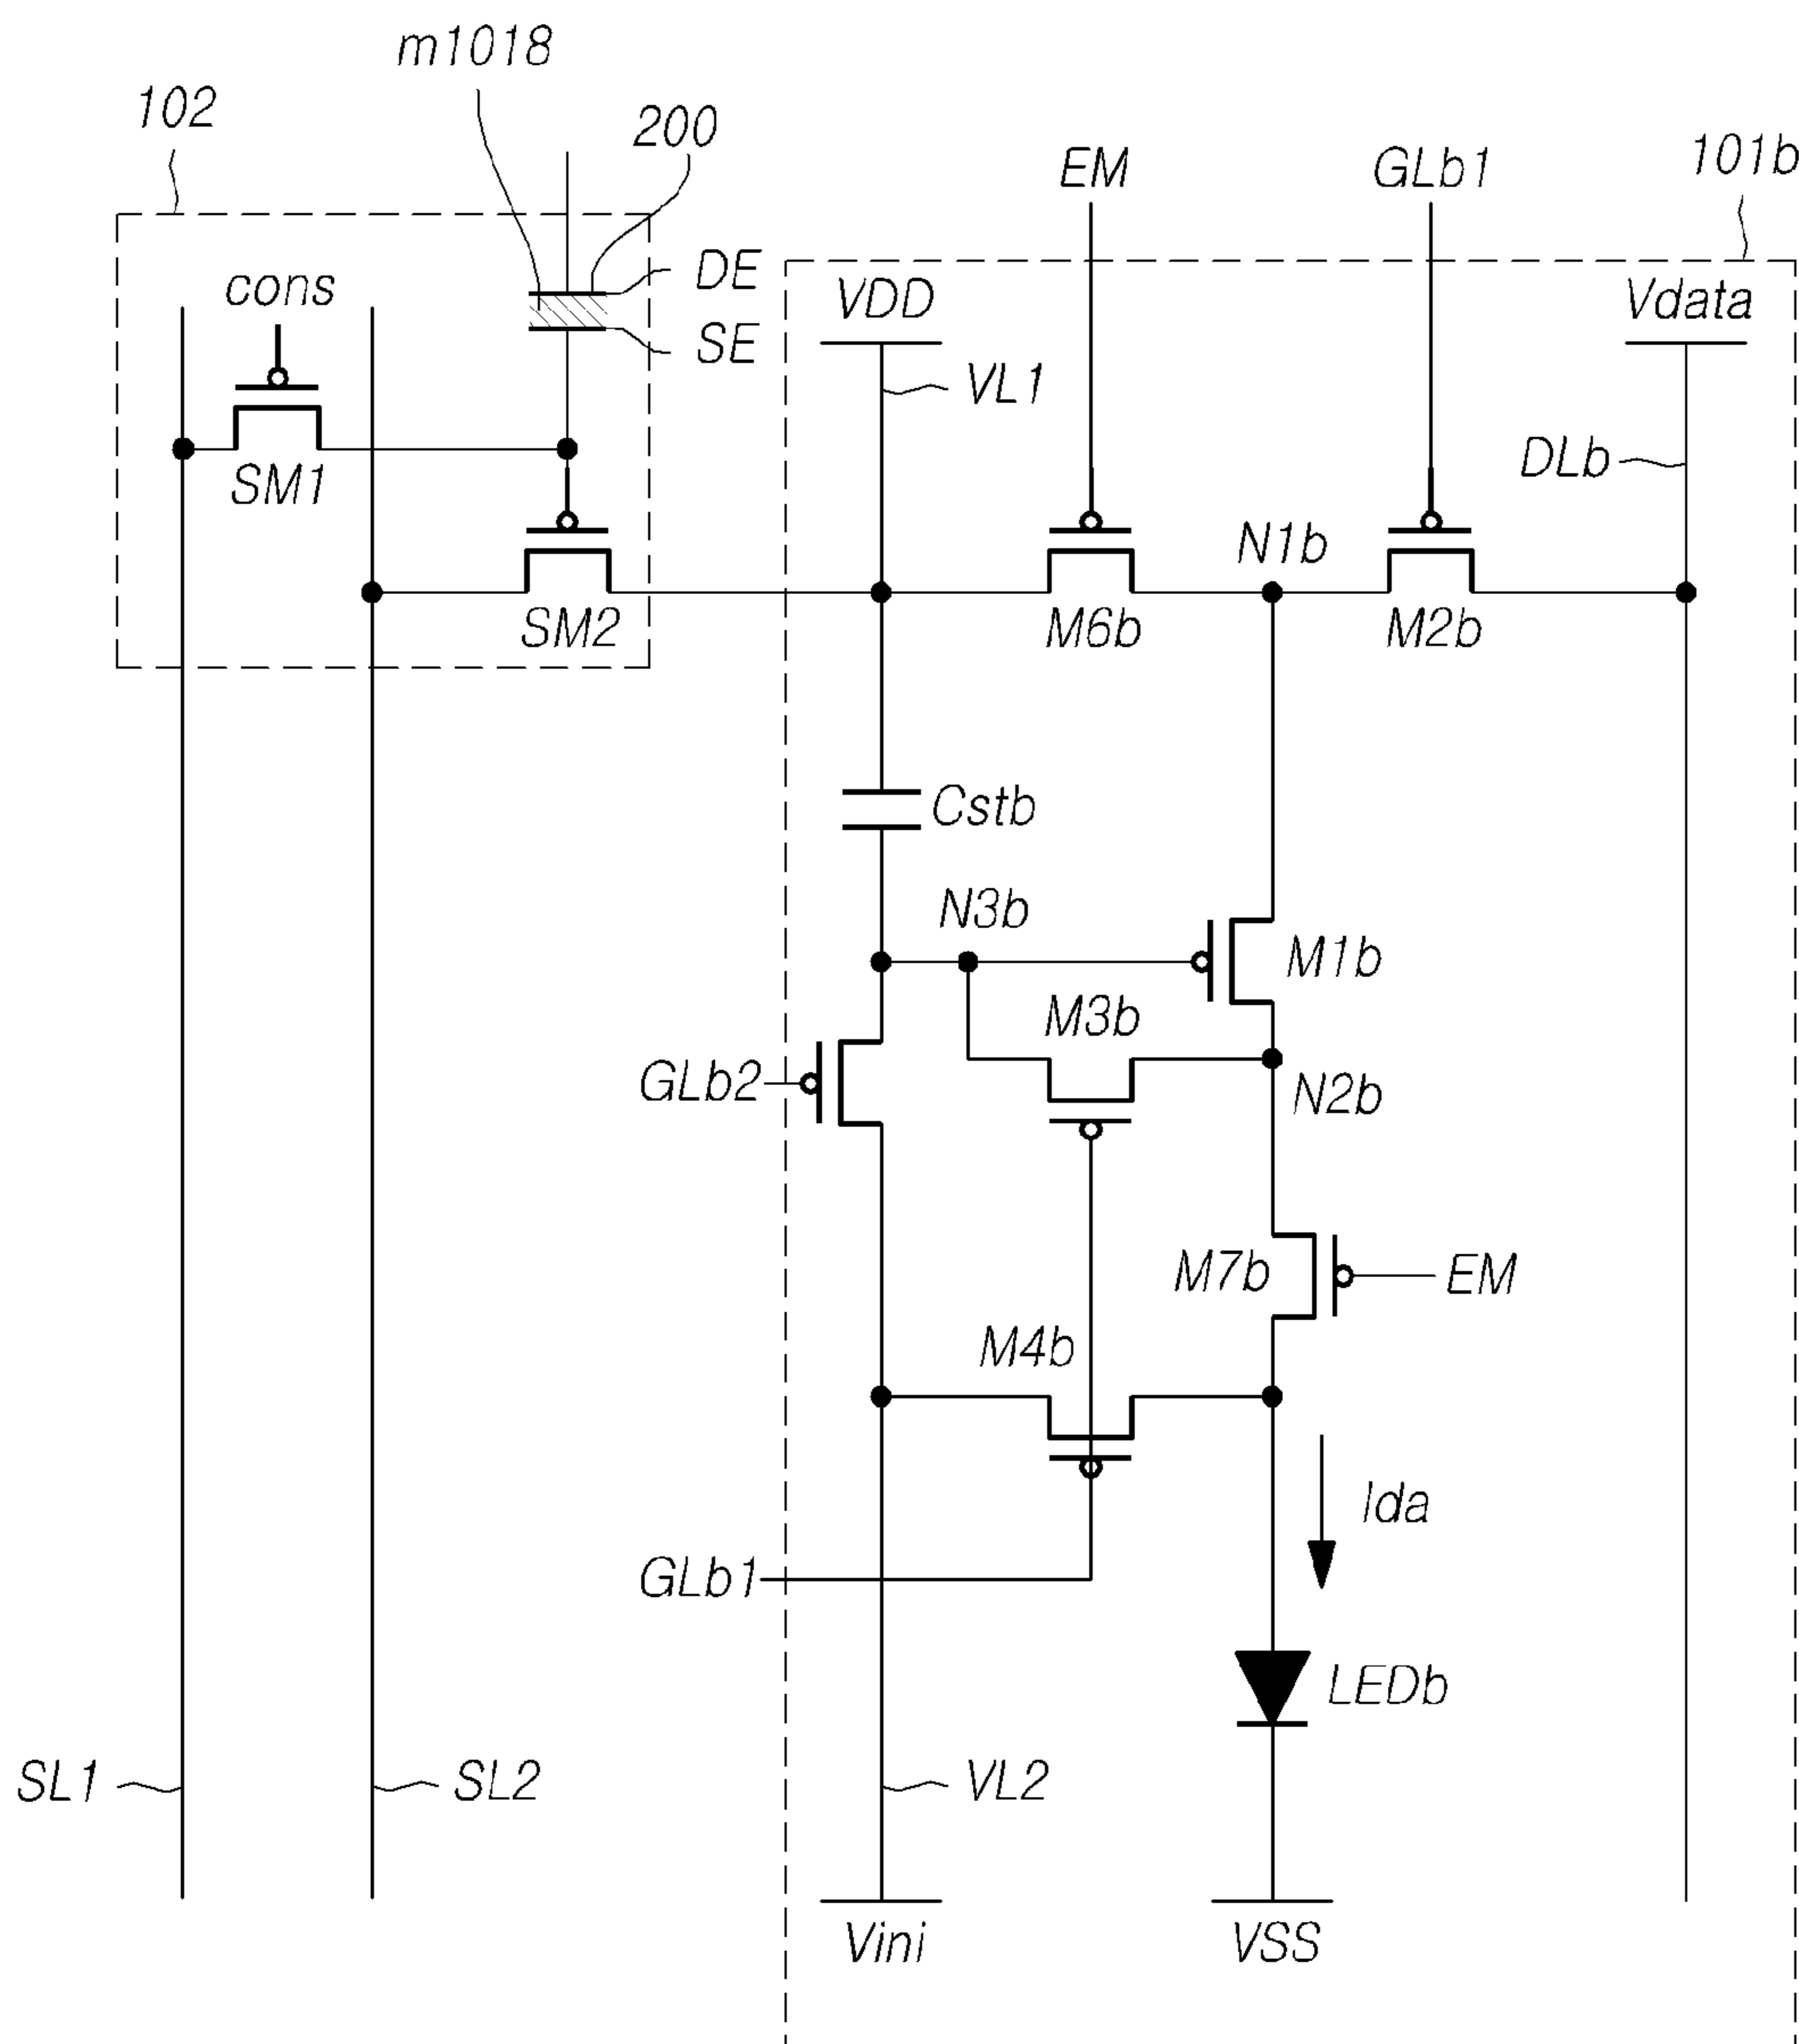 m1018
102
200
101b
EM
GLb1
DE
cons
VDD
Vdata
SE
VL1
DLb
SM1
N1b
SM2
M6b
M2b
Cstb
N3b
M1b
M3b
GLb2
N2b
M7b
EM
M4b
Ida
GLb1
LEDb
SL1
SL2
VL2
Vini
VSS